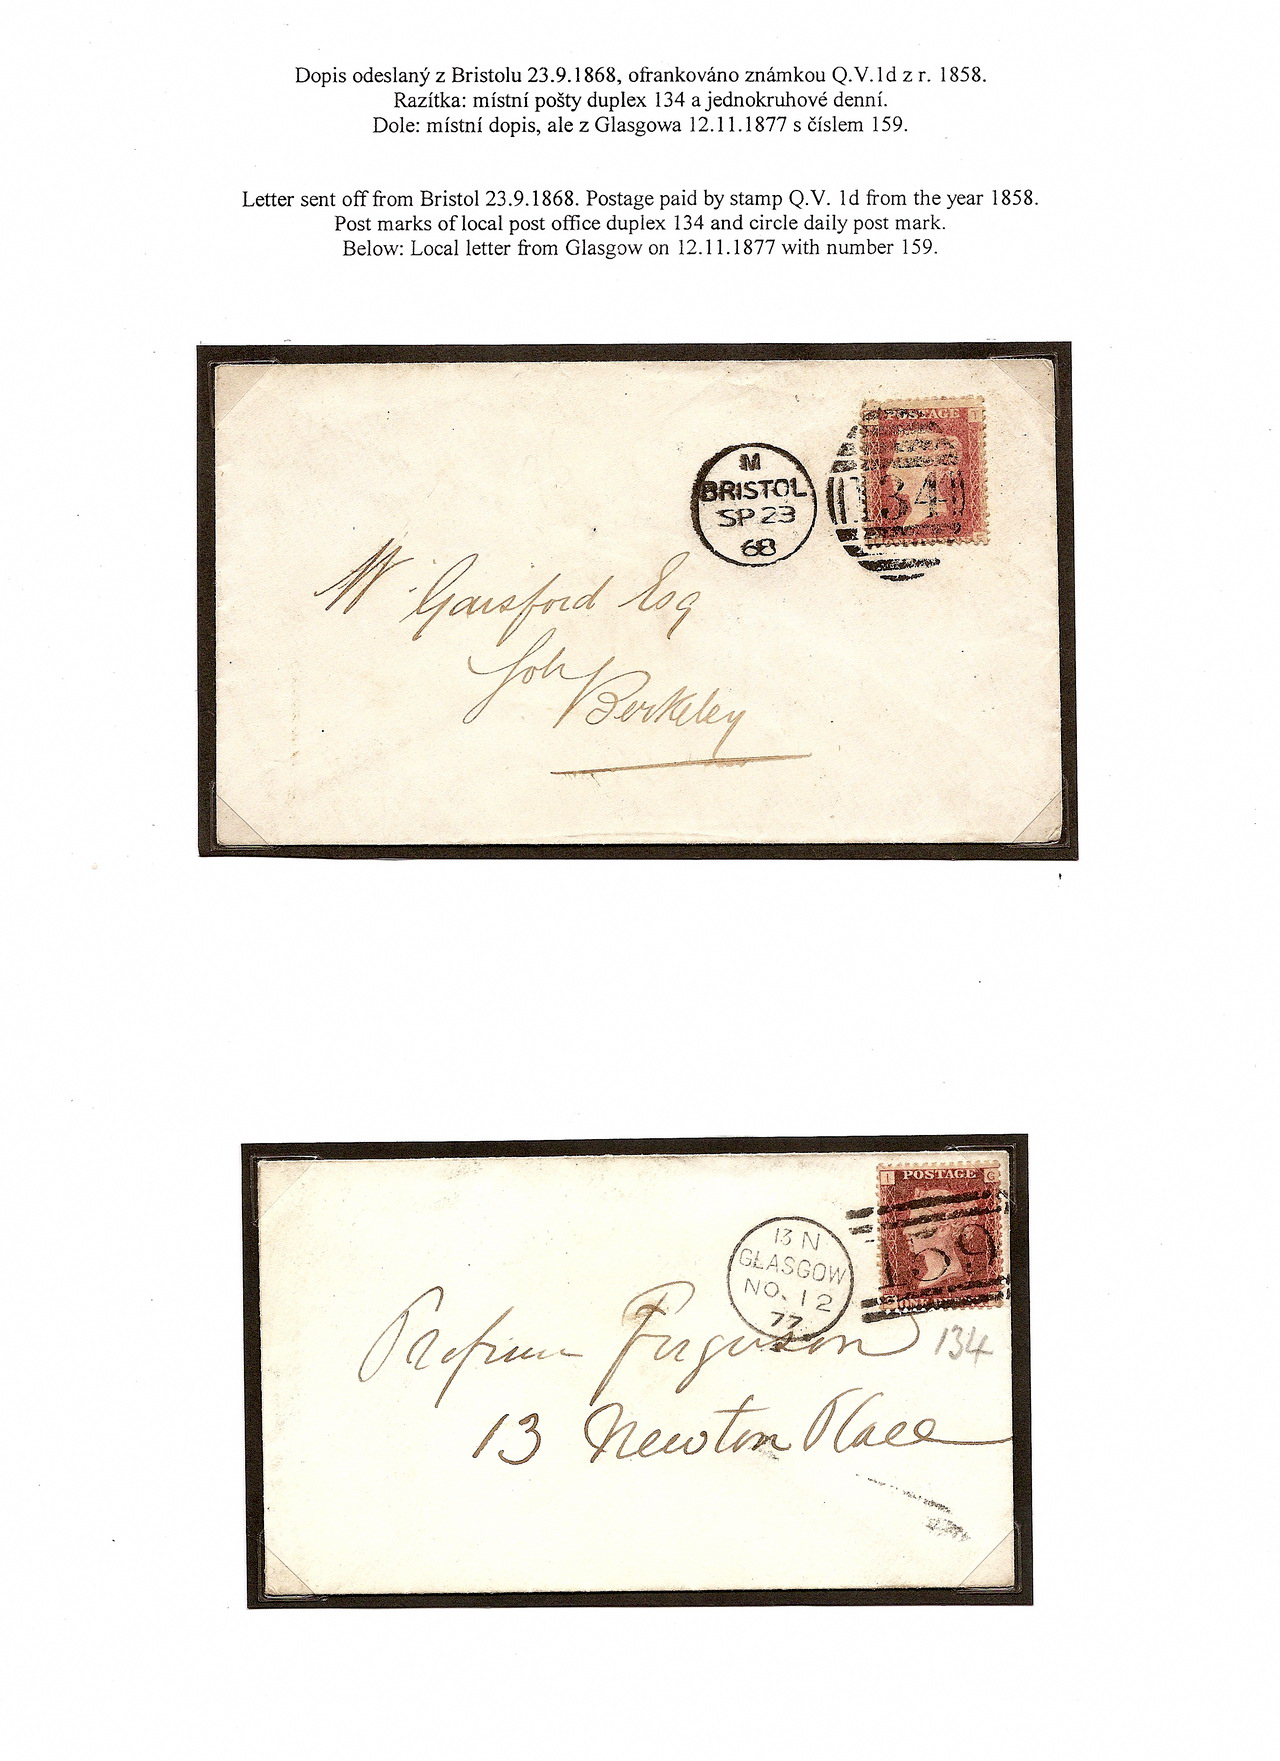 Dopis odeslaný z Bristolu 23.9.1868, ofrankováno známkou Q.V.1d z r. 1858.
Razítka: místní pošty duplex 134 a jednokruhové denní.
Dole: místní dopis, ale z Glasgowa 12.11.1877 s číslem 159.
Letter sent off from Bristol 23.9.1868. Postage paid by stamp Q.V. 1d from the year 1858.
Post marks of local post office duplex 134 and circle daily post mark.
Below: Local letter from Glasgow on 12.11.1877 with number 159.
POSTAGE
M
BRISTOL
SP 23
68
134
W. Gaisford Esq
Berkeley
I POSTAGE G
159
13 N
GLASGOW
NO. 12
77
Ferguson
134
13 Newton Place